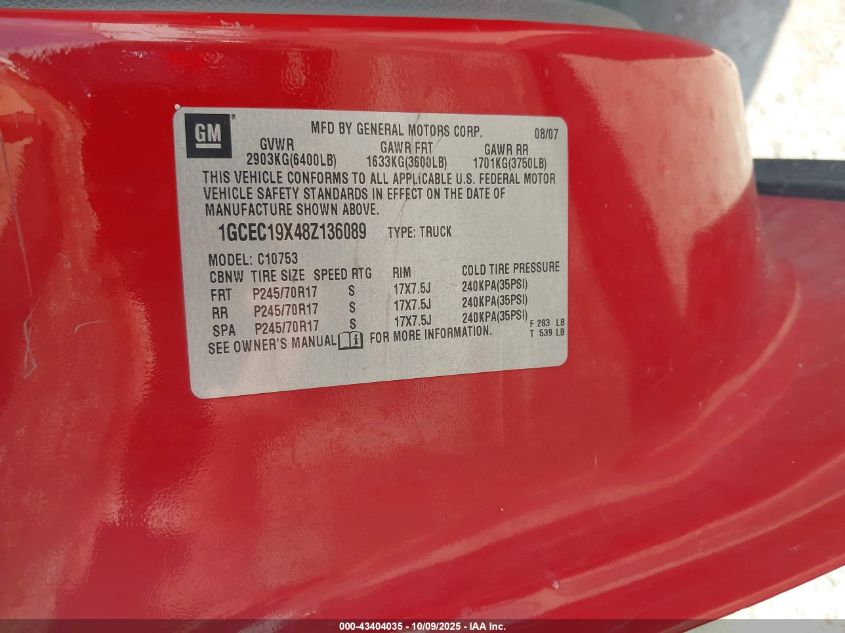 GM®
MFD BY GENERAL MOTORS CORP. 08/07
GVWR GAWR FRT GAWR RR
2903KG(6400LB) 1633KG(3600LB) 1701KG(3750LB)
THIS VEHICLE CONFORMS TO ALL APPLICABLE U.S. FEDERAL MOTOR
VEHICLE SAFETY STANDARDS IN EFFECT ON THE DATE OF
MANUFACTURE SHOWN ABOVE.
1GCEC19X48Z136089 TYPE: TRUCK
MODEL: C10753
CBNW TIRE SIZE SPEED RTG RIM COLD TIRE PRESSURE
FRT P245/70R17 S 17X7.5J 240KPA(35PSI)
RR P245/70R17 S 17X7.5J 240KPA(35PSI)
SPA P245/70R17 S 17X7.5J 240KPA(35PSI)
SEE OWNER'S MANUAL FOR MORE INFORMATION.
F 283 LB
T 539 LB
000-43404035 - 10/09/2025 - IAA Inc.